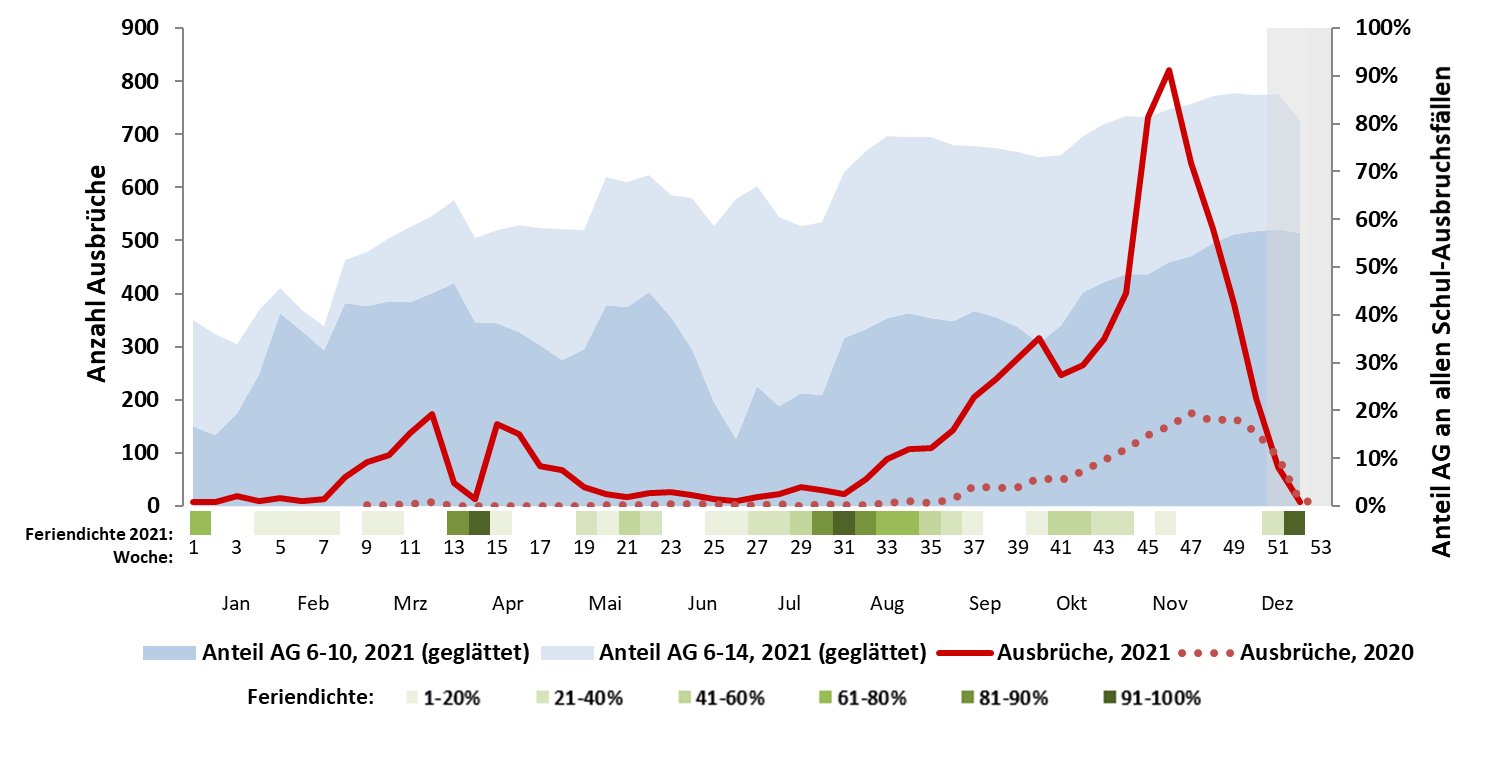 900
800
700
600
500
400
300
200
100
0
Anzahl Ausbrüche
100%
90%
80%
70%
60%
50%
40%
30%
20%
10%
0%
Anteil AG an allen Schul-Ausbruchsfällen
Feriendichte 2021:
Woche:
1 3 5 7 9 11 13 15 17 19 21 23 25 27 29 31 33 35 37 39 41 43 45 47 49 51 53
Jan Feb Mrz Apr Mai Jun Jul Aug Sep Okt Nov Dez
Anteil AG 6-10, 2021 (geglättet) Anteil AG 6-14, 2021 (geglättet) Ausbrüche, 2021 Ausbrüche, 2020
Feriendichte: 1-20% 21-40% 41-60% 61-80% 81-90% 91-100%